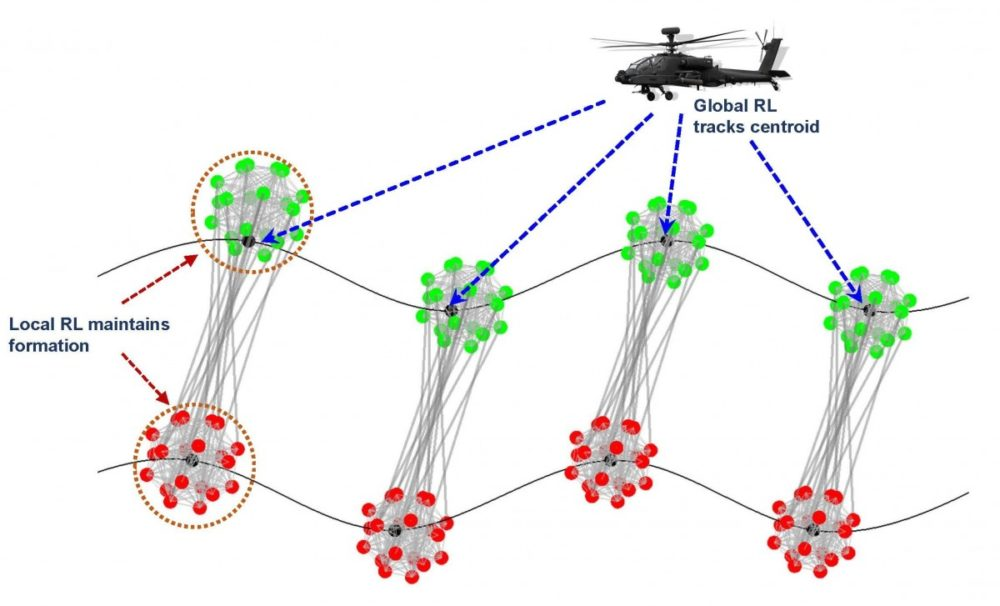 Global RL
tracks centroid
Local RL maintains
formation